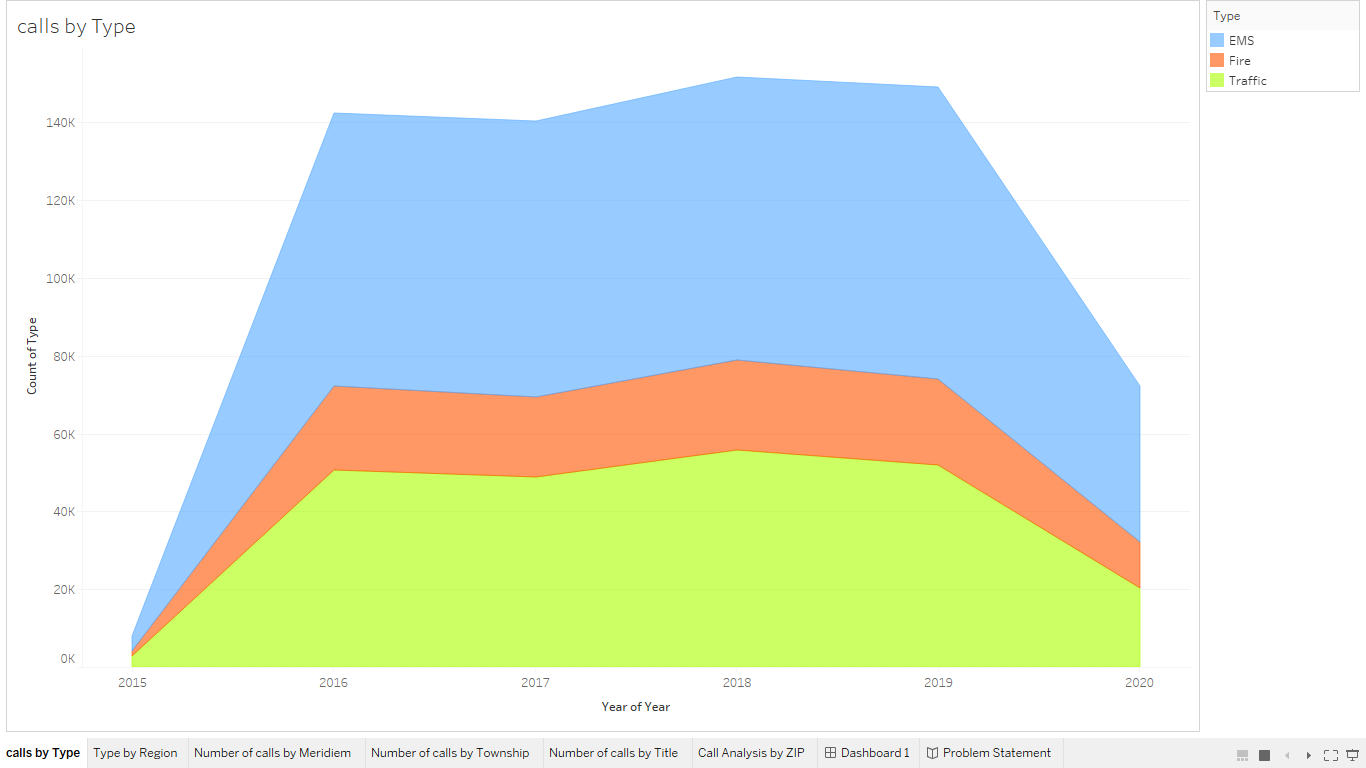 calls by Type
Type
EMS
Fire
Traffic
140K
120K
100K
80K
60K
40K
20K
0K
Count of Type
2015 2016 2017 2018 2019 2020
Year of Year
calls by Type Type by Region Number of calls by Meridiem Number of calls by Township Number of calls by Title Call Analysis by ZIP Dashboard 1 Problem Statement